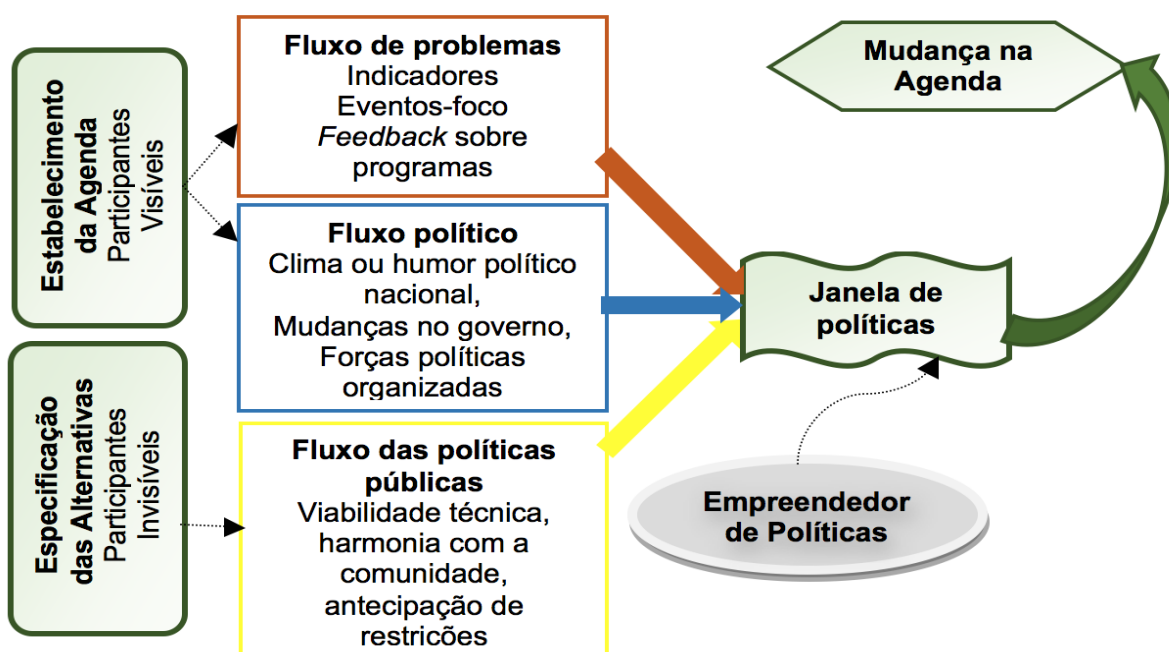 Estabelecimento
da Agenda
Participantes
Visíveis
Fluxo de problemas
Indicadores
Eventos-foco
Feedback sobre
programas
Fluxo político
Clima ou humor político
nacional,
Mudanças no governo,
Forças políticas
organizadas
Especificação
das Alternativas
Participantes
Invisíveis
Fluxo das políticas
públicas
Viabilidade técnica,
harmonia com a
comunidade,
antecipação de
restricões
Janela de
políticas
Empreendedor
de Políticas
Mudança na
Agenda